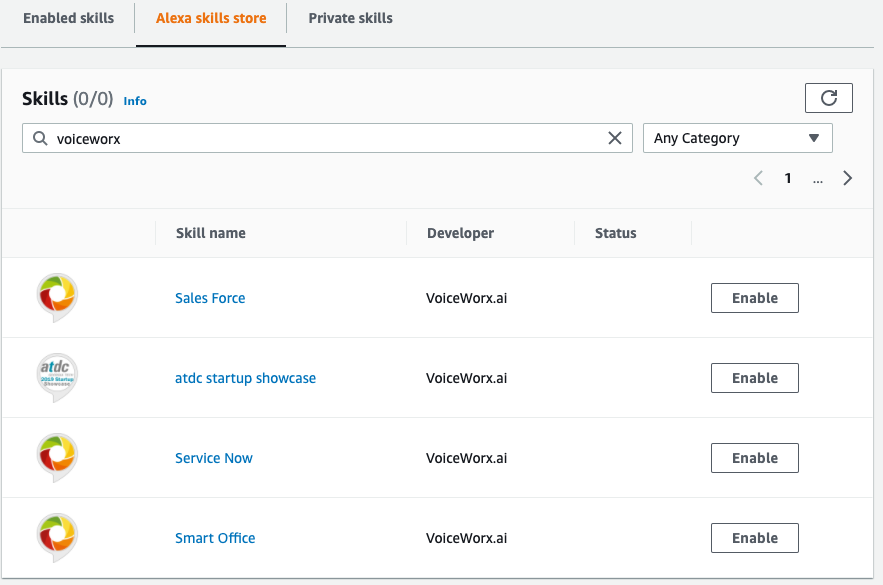 Enabled skills Alexa skills store Private skills
Skills (0/0) Info
voiceworx Any Category
1 ...
Skill name Developer Status
Sales Force VoiceWorx.ai Enable
atdc
2019 Startup
Showcase
atdc startup showcase VoiceWorx.ai Enable
Service Now VoiceWorx.ai Enable
Smart Office VoiceWorx.ai Enable